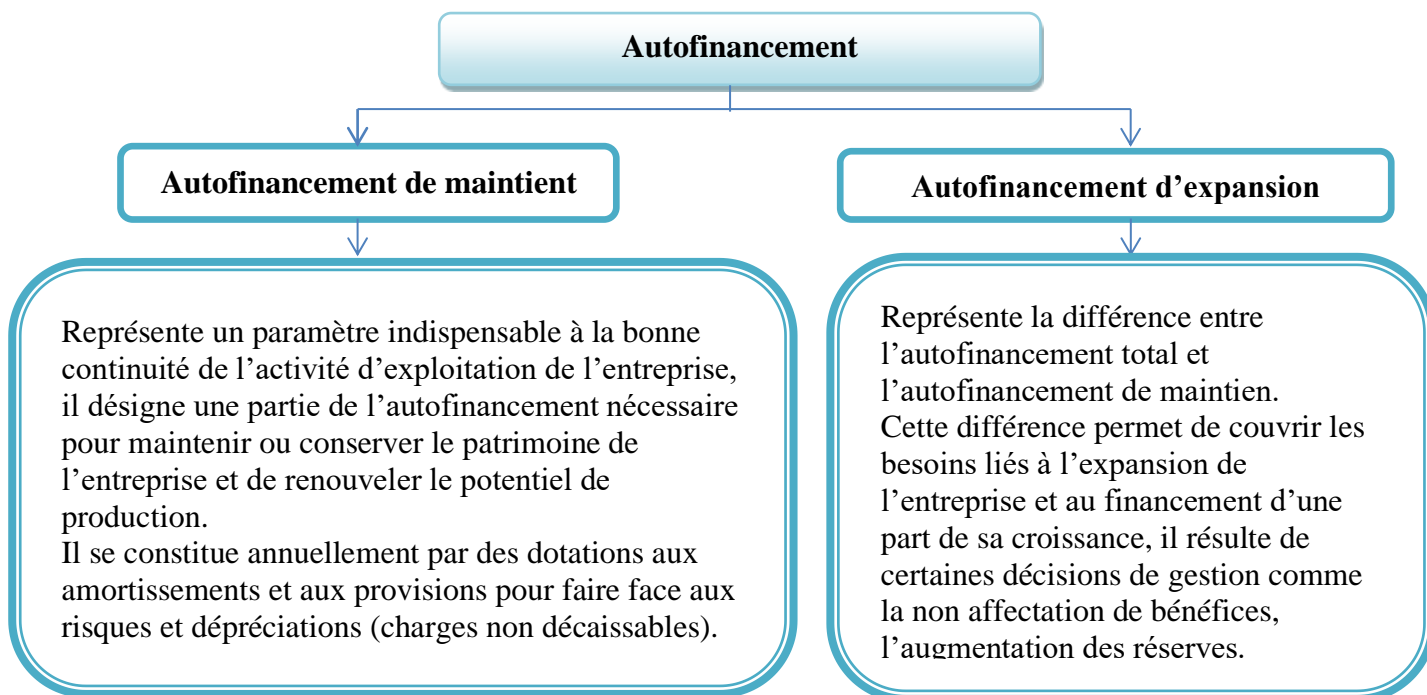 Autofinancement
Autofinancement de maintient
Autofinancement d’expansion
Représente un paramètre indispensable à la bonne
continuité de l’activité d’exploitation de l’entreprise,
il désigne une partie de l’autofinancement nécessaire
pour maintenir ou conserver le patrimoine de
l’entreprise et de renouveler le potentiel de
production.
Il se constitue annuellement par des dotations aux
amortissements et aux provisions pour faire face aux
risques et dépréciations (charges non décaissables).
Représente la différence entre
l’autofinancement total et
l’autofinancement de maintien.
Cette différence permet de couvrir les
besoins liés à l’expansion de
l’entreprise et au financement d’une
part de sa croissance, il résulte de
certaines décisions de gestion comme
la non affectation de bénéfices,
l’augmentation des réserves.